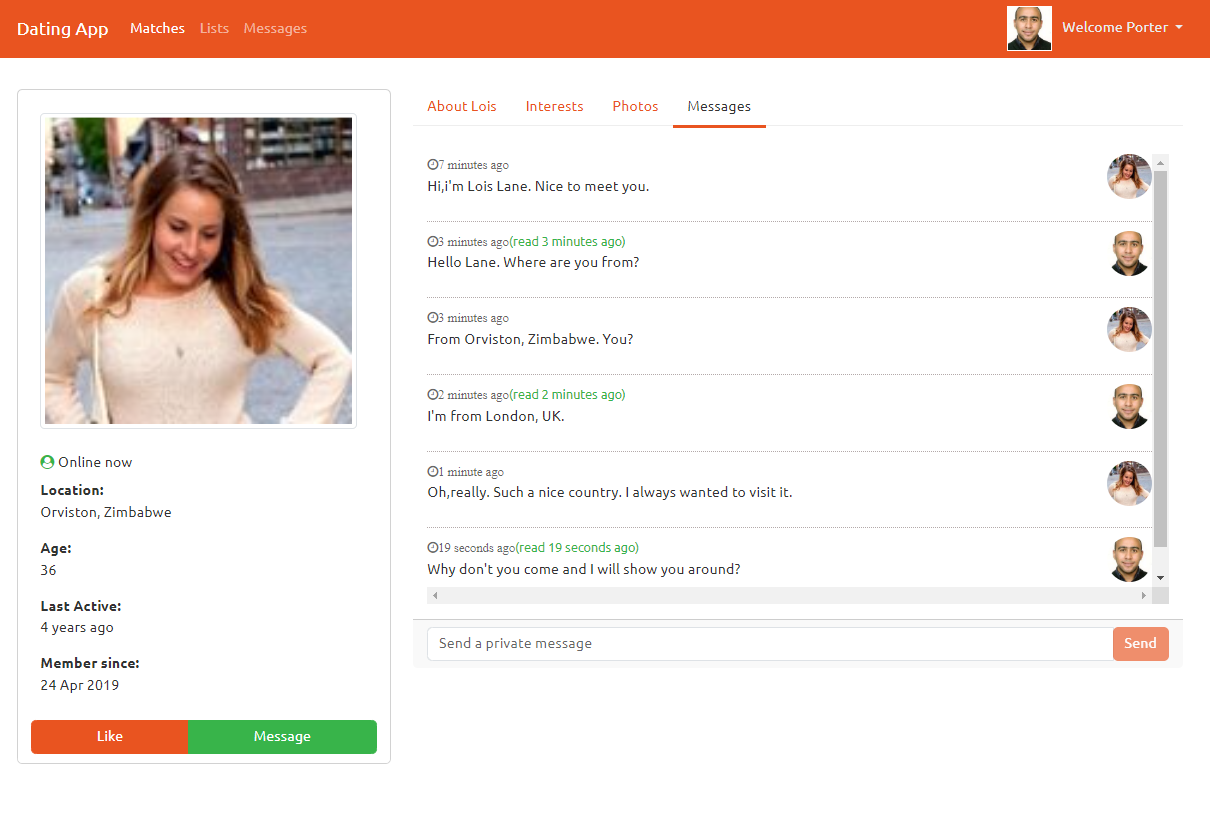 Dating App Matches Lists Messages Welcome Porter
About Lois Interests Photos Messages
7 minutes ago
Hi,i'm Lois Lane. Nice to meet you.
3 minutes ago(read 3 minutes ago)
Hello Lane. Where are you from?
3 minutes ago
From Orviston, Zimbabwe. You?
2 minutes ago(read 2 minutes ago)
I'm from London, UK.
1 minute ago
Oh,really. Such a nice country. I always wanted to visit it.
19 seconds ago(read 19 seconds ago)
Why don't you come and I will show you around?
Send a private message Send
Online now
Location:
Orviston, Zimbabwe
Age:
36
Last Active:
4 years ago
Member since:
24 Apr 2019
Like Message